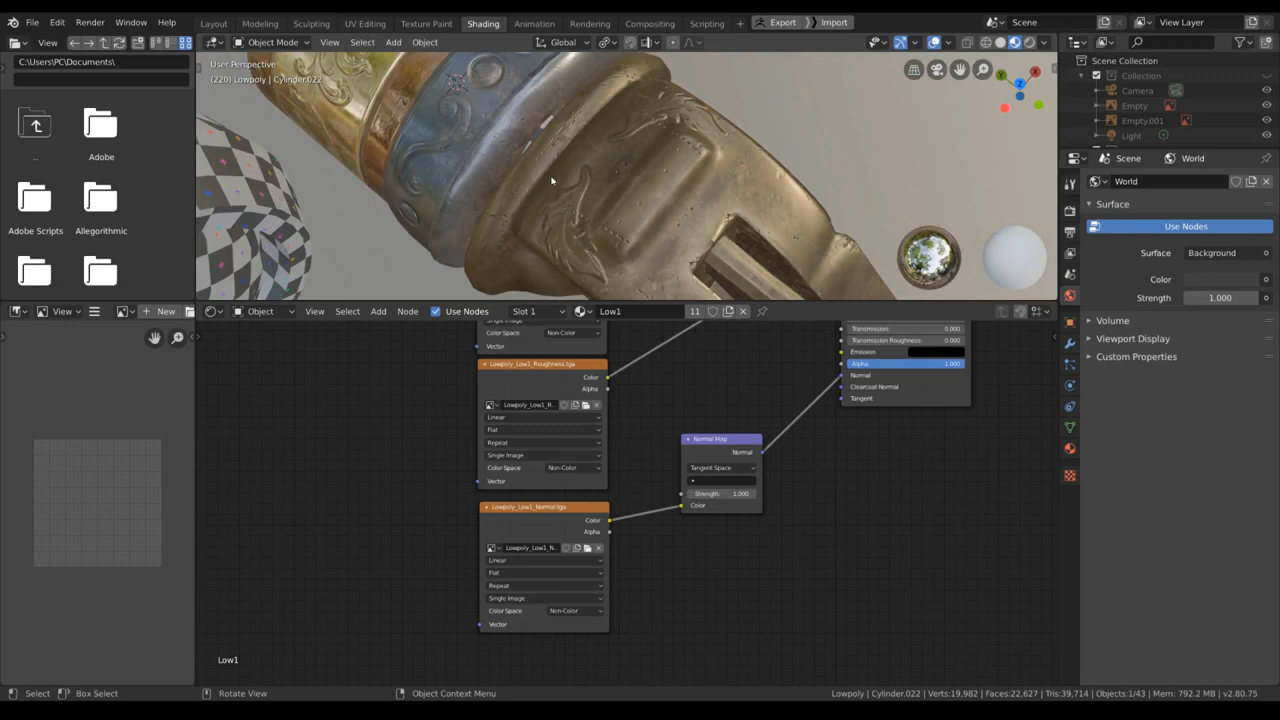 File Edit Render Window Help
Layout Modeling Sculpting UV Editing Texture Paint Shading Animation Rendering Compositing Scripting + Export Import
Scene View Layer
View
Object Mode View Select Add Object Global
C:\Users\PC\Documents\
..
Adobe
Adobe Scripts
Allegorithmic
User Perspective
(220) Lowpoly | Cylinder.022
Y
X
Z
Scene Collection
Collection
Camera
Empty
Empty.001
Light
Scene World
World
Surface
Use Nodes
Surface Background
Color
Strength 1.000
Volume
Viewport Display
Custom Properties
View New
Object View Select Add Node Use Nodes Slot 1 Low1 11
Single Image
Color Space Non-Color
Vector
Lowpoly_Low1_Roughness.tga
Color
Alpha
Lowpoly_Low1_R..
Linear
Flat
Repeat
Single Image
Color Space Non-Color
Vector
Lowpoly_Low1_Normal.tga
Color
Alpha
Lowpoly_Low1_N..
Linear
Flat
Repeat
Single Image
Color Space Non-Color
Vector
Normal Map
Normal
Tangent Space
Strength: 1.000
Color
Transmission: 0.000
Transmission Roughness: 0.000
Emission
Alpha: 1.000
Normal
Clearcoat Normal
Tangent
Low1
Select Box Select Rotate View Object Context Menu
Lowpoly | Cylinder.022 | Verts:19,982 | Faces:22,627 | Tris:39,714 | Objects:1/43 | Mem: 792.2 MB | v2.80.75